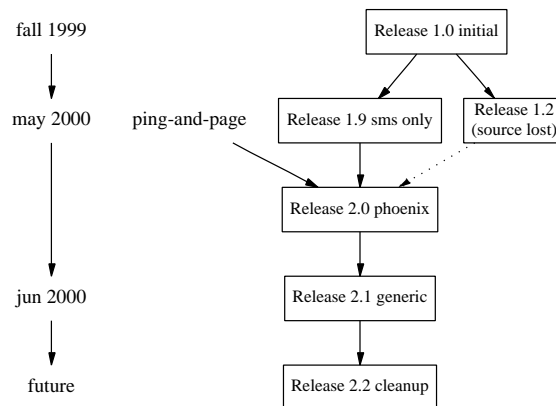 fall 1999
Release 1.0 initial
may 2000
ping-and-page
Release 1.9 sms only
Release 1.2
(source lost)
Release 2.0 phoenix
jun 2000
Release 2.1 generic
future
Release 2.2 cleanup